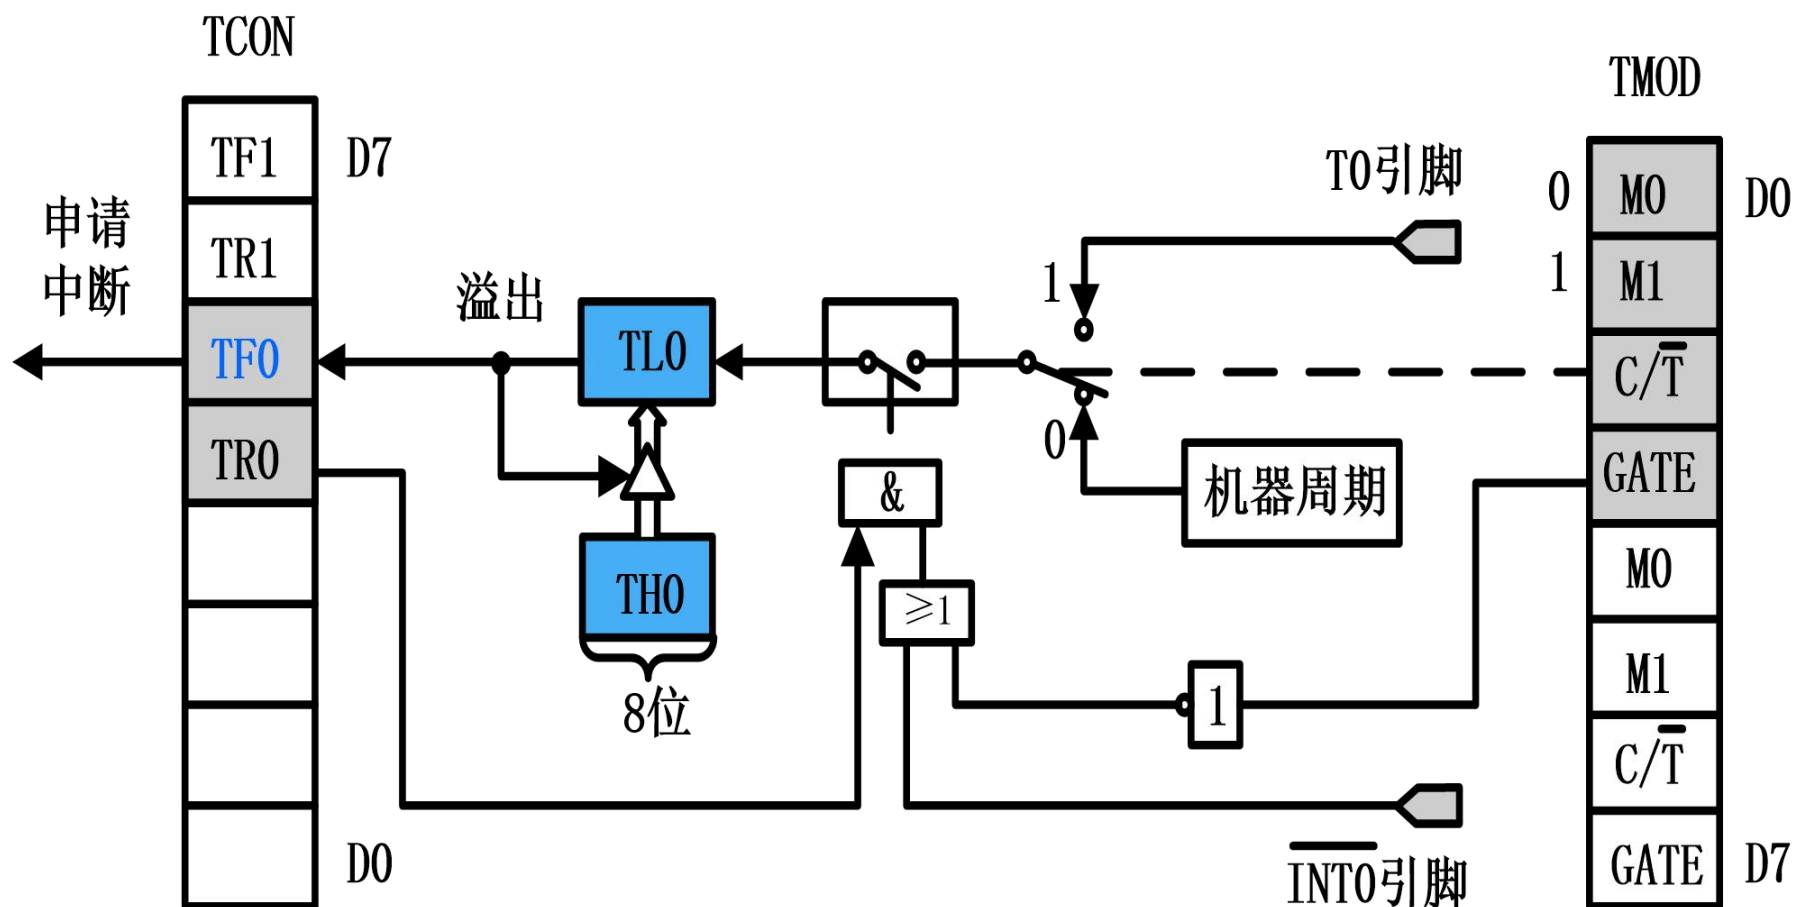 TCON
TF1
D7
TR1
TF0
TR0
D0
申请
中断
溢出
TL0
TH0
8位
&
≥1
1
1
0
T0引脚
机器周期
INT0引脚
TMOD
0
M0
D0
1
M1
C/T
GATE
M0
M1
C/T
GATE
D7